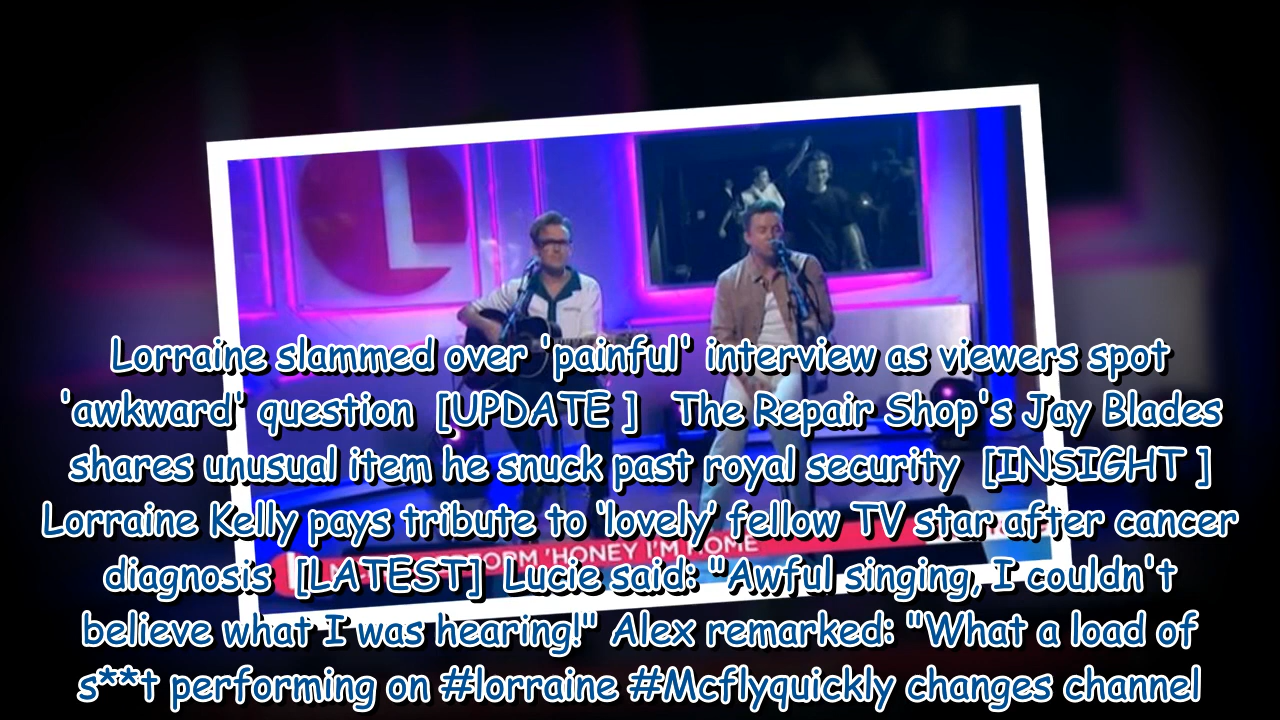 L
Lorraine slammed over 'painful' interview as viewers spot
'awkward' question [UPDATE ] The Repair Shop's Jay Blades
shares unusual item he snuck past royal security [INSIGHT ]
Lorraine Kelly pays tribute to ‘lovely’ fellow TV star after cancer
PERFORM 'HONEY I'M HOME'
diagnosis [LATEST] Lucie said: "Awful singing, I couldn't
believe what I was hearing!" Alex remarked: "What a load of
s**t performing on #lorraine #Mcflyquickly changes channel